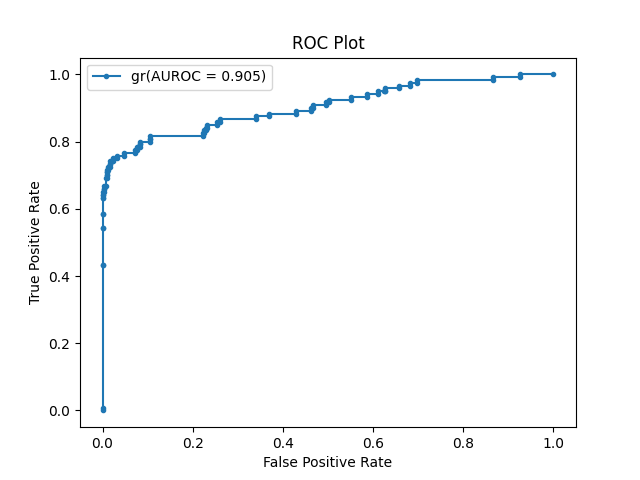 ROC Plot
gr(AUROC = 0.905)
1.0
0.8
0.6
0.4
0.2
0.0
True Positive Rate
0.0 0.2 0.4 0.6 0.8 1.0
False Positive Rate